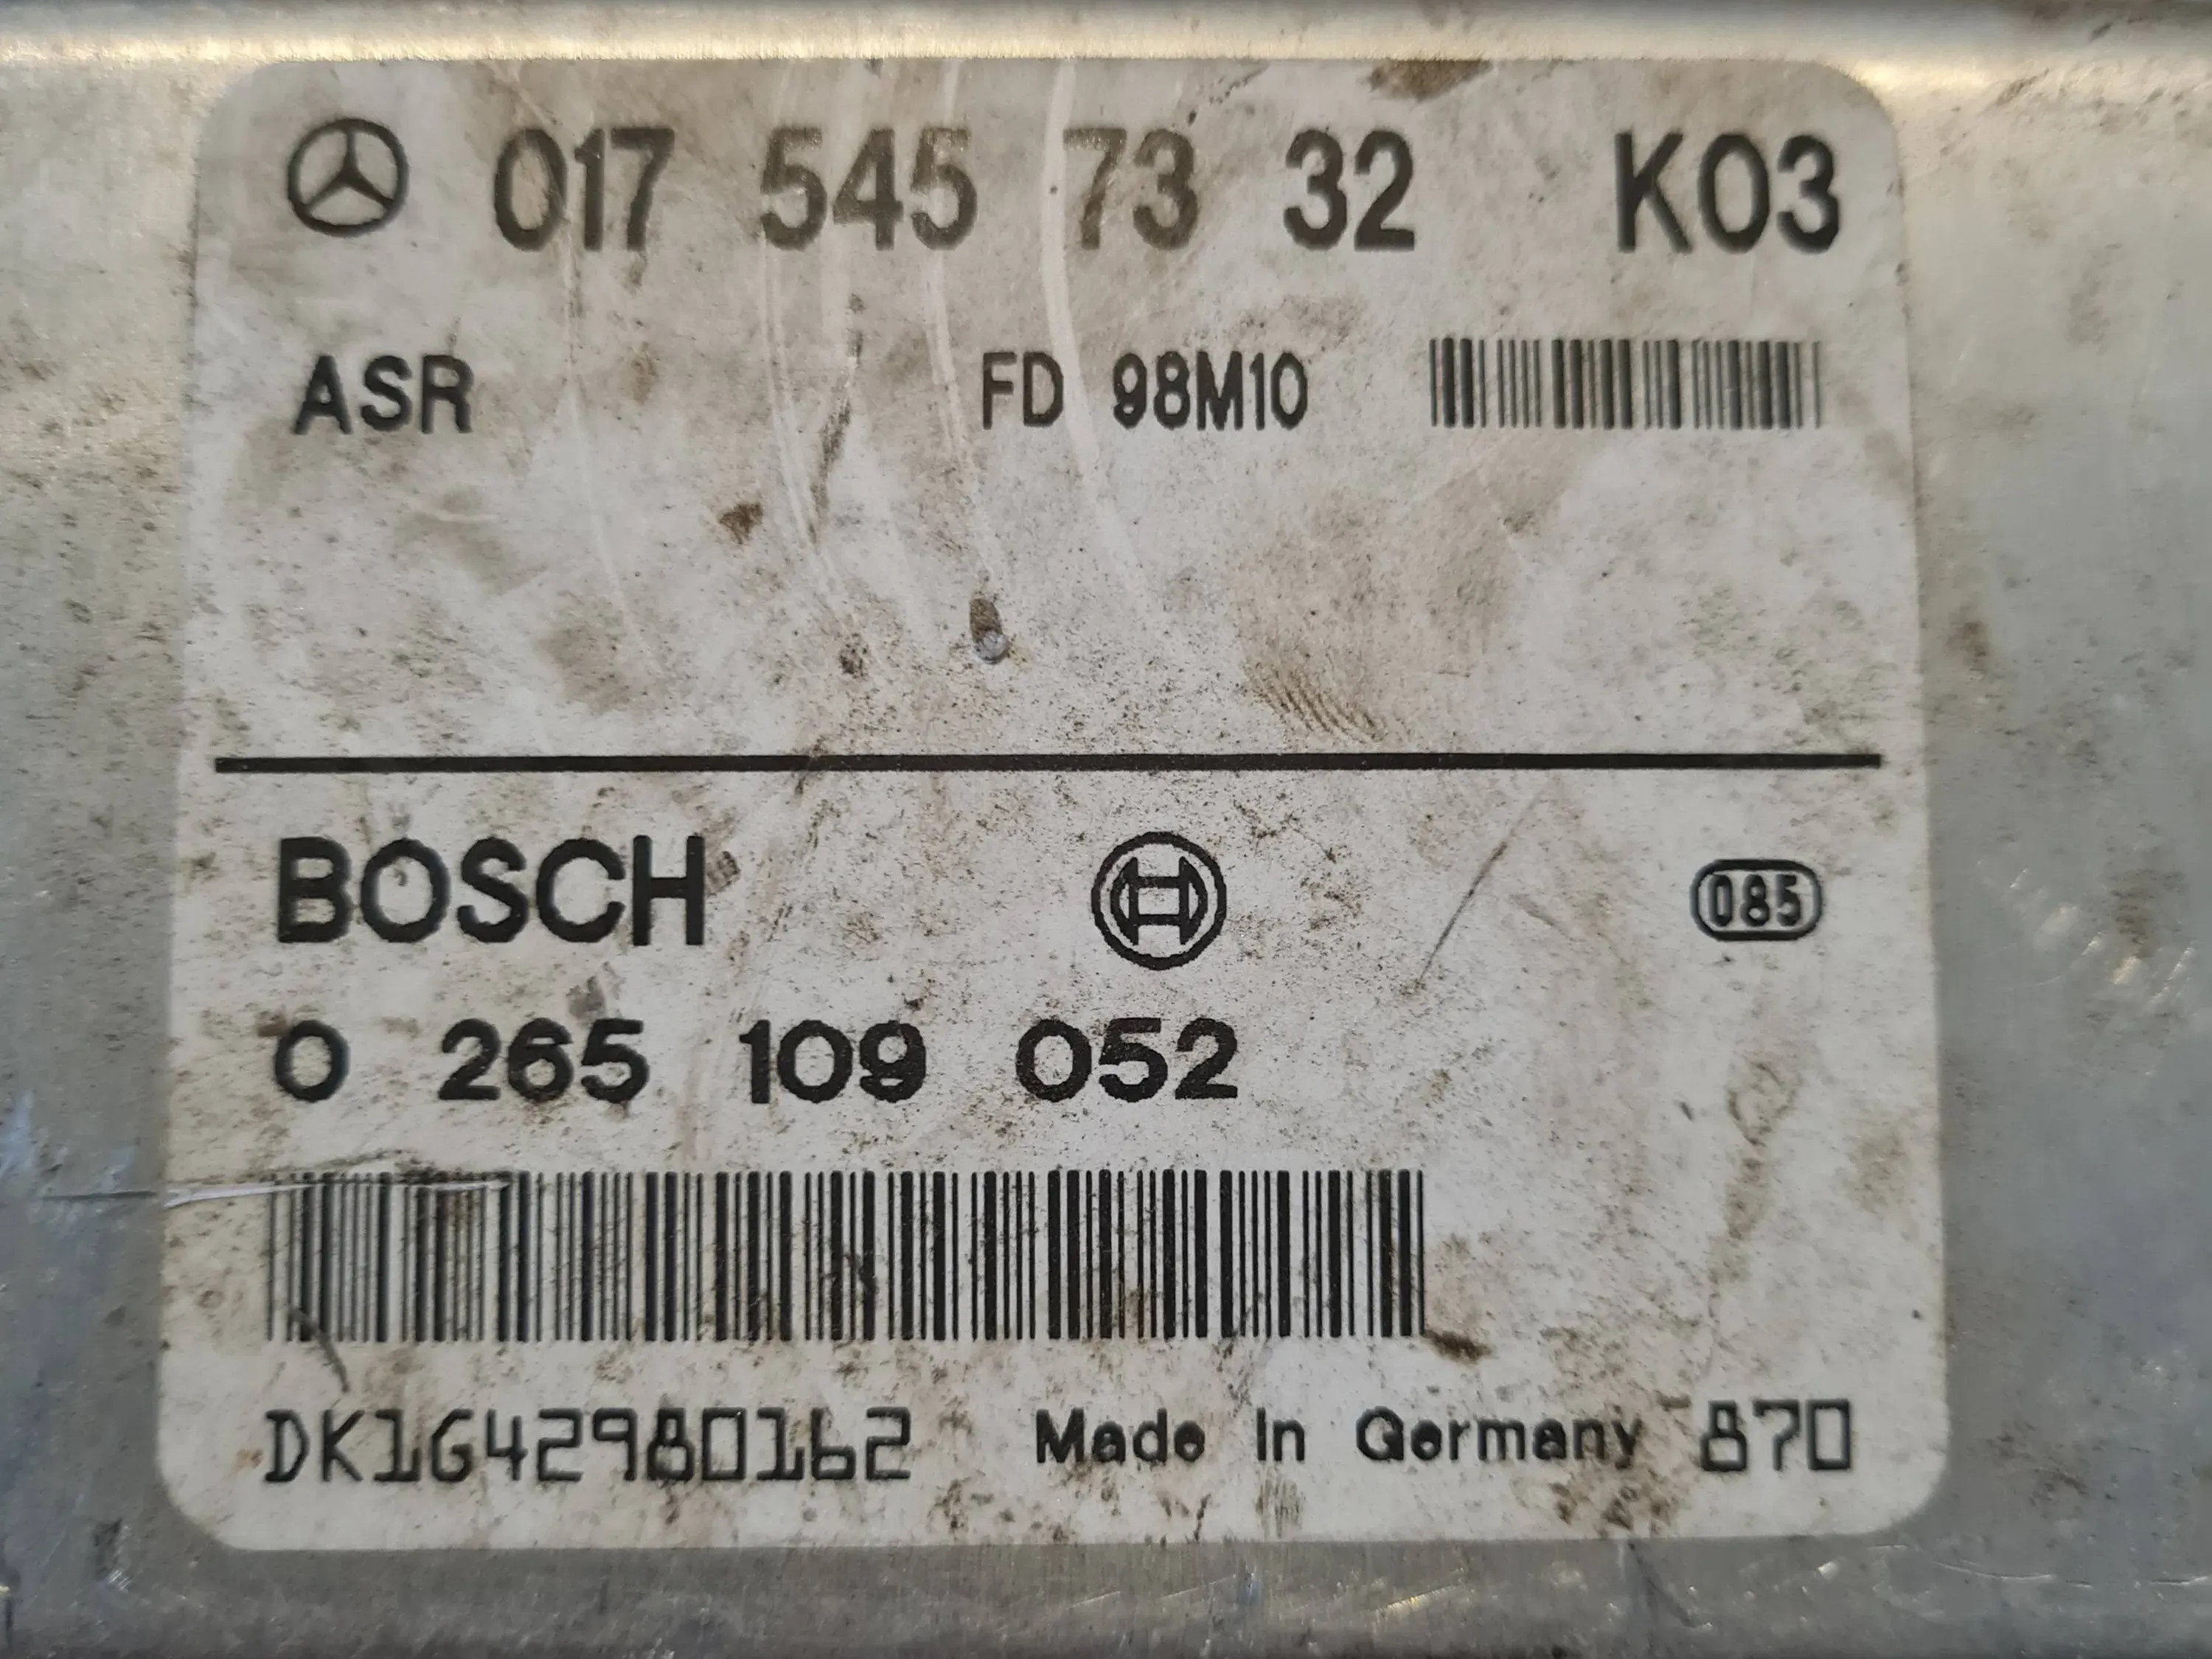 017 545 73 32 K03
ASR FD 98M10
BOSCH 085
0 265 109 052
DK1G42980162 Made In Germany 870